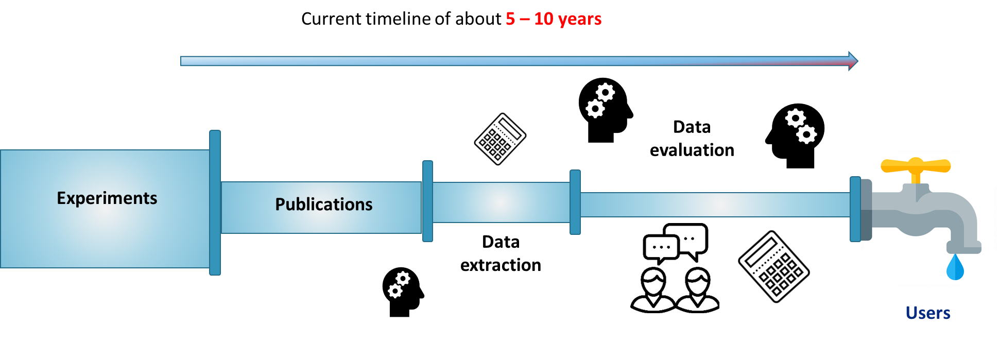 Current timeline of about 5 – 10 years
Data
evaluation
Experiments
Publications
Data
extraction
Users